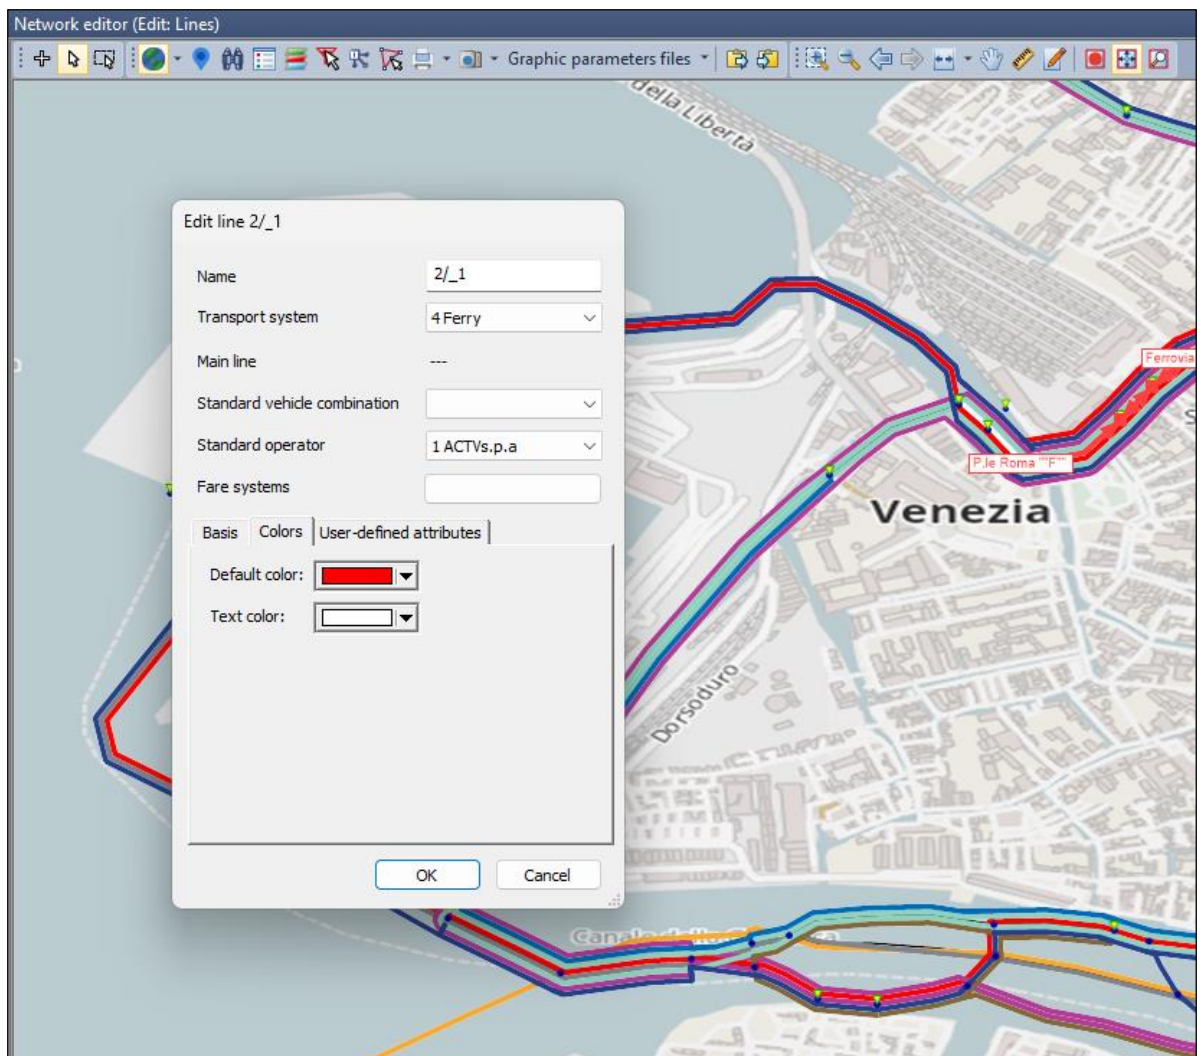 Network editor (Edit: Lines)
Graphic parameters files
della Libertà
Edit line 2/_1
Name
2/_1
Transport system
4 Ferry
Main line
---
Standard vehicle combination
Standard operator
1 ACTVs.p.a
Fare systems
Basis
Colors
User-defined attributes
Default color:
Text color:
OK
Cancel
Ferrovia
P.le Roma ""F""
Venezia
Dorsoduro